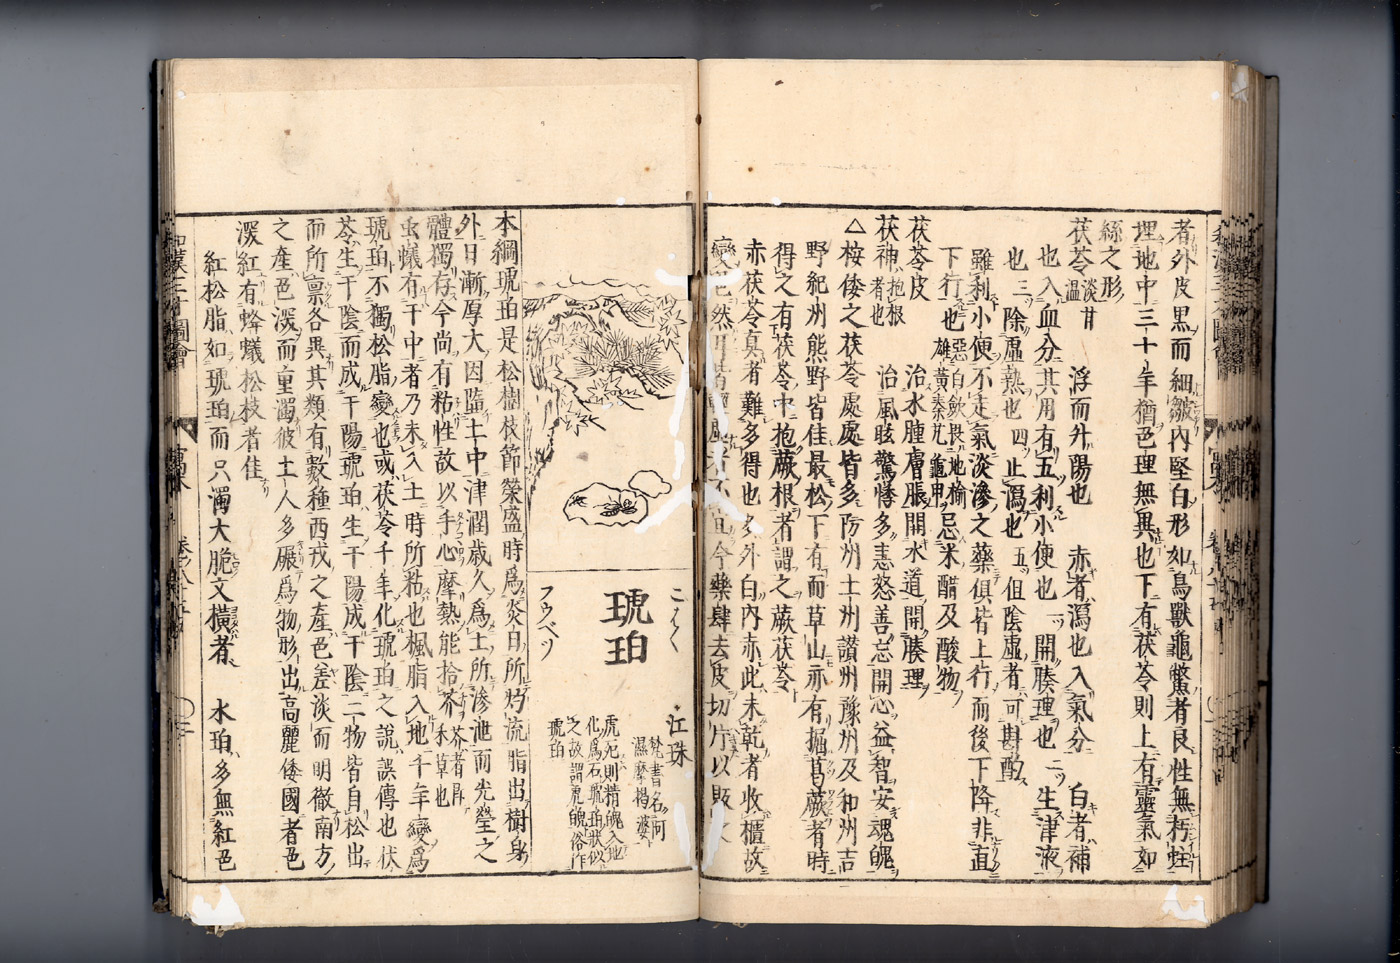 者外皮黒而細皺内堅白形如鳥獸龜鱉者良性無朽蛀
埋地中三十年猶色理無異也下有茯苓則上有靈氣如
絲之形
茯苓 淡甘温 浮而升陽也 赤者瀉也入氣分 白者補
也入血分其用有五利小便也一 開腠理也二 生津液
也三 除虛熱也四 止瀉也五 但陰虛者可斟酌
雖利小便不走氣淡滲之藥俱皆上行而後下降非直
下行也 惡白斂畏地楡雄黄秦艽龜甲忌米醋及酸物
茯苓皮 治水腫膚脹開水道開腠理
茯神 抱根者也 治風眩驚悸多恚怒善忘開心益智安魂魄
△桉倭之茯苓處處皆多防州土州讃州豫州及和州吉
野紀州熊野皆佳最松下有而草山亦有掘葛蕨者時
得之有茯苓中抱蕨根者謂之蕨茯苓
赤茯苓真者難多得也多外白内赤此未乾者收櫃故
變色然
不宜今藥肆去皮切片以販之
琥珀
こはく
フウベツ
江珠
梵書名阿
濕摩揭婆
虎死則精魄入地
化爲石琥珀狀似
之故謂虎魄俗作
琥珀
本綱琥珀是松樹枝節榮盛時爲炎日所灼流脂出樹身
外日漸厚大因墮土中津潤歳久爲土所滲泄而光瑩之
體獨存今尚有粘性故以手心摩熱能拾芥 芥者卽禾草也
蚉蟻有于中者乃未入土時所粘也楓脂入地千年變爲
琥珀不獨松脂變也或茯苓千年化琥珀之説誤傳也伏
苓生于陰而成于陽琥珀生于陽成于陰二物皆自松出
而所禀各異其類有數種西戎之產色差淡而明徹南方
之產色深而重濁彼土人多碾爲物形出高麗倭國者色
深紅有蜂蟻松枝者佳
紅松脂如琥珀而只濁大脆文橫者 水珀多無紅色
和漢三才圖會